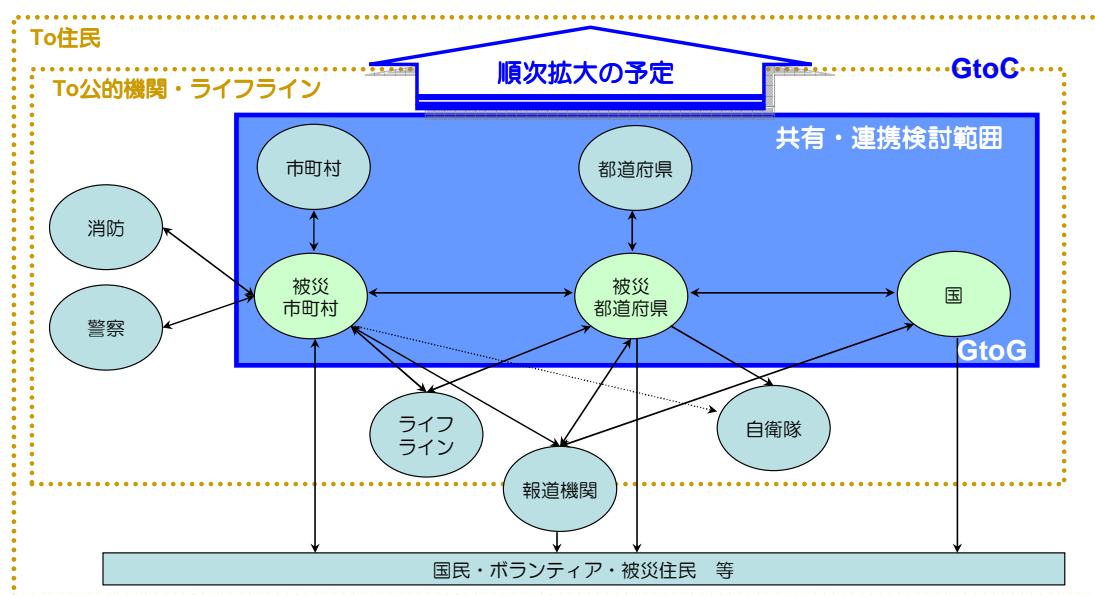 To住民
順次拡大の予定
GtoC
To公的機関・ライフライン
共有・連携検討範囲
市町村
都道府県
消防
被災
市町村
被災
都道府県
国
警察
GtoG
ライフ
ライン
自衛隊
報道機関
国民・ボランティア・被災住民　等